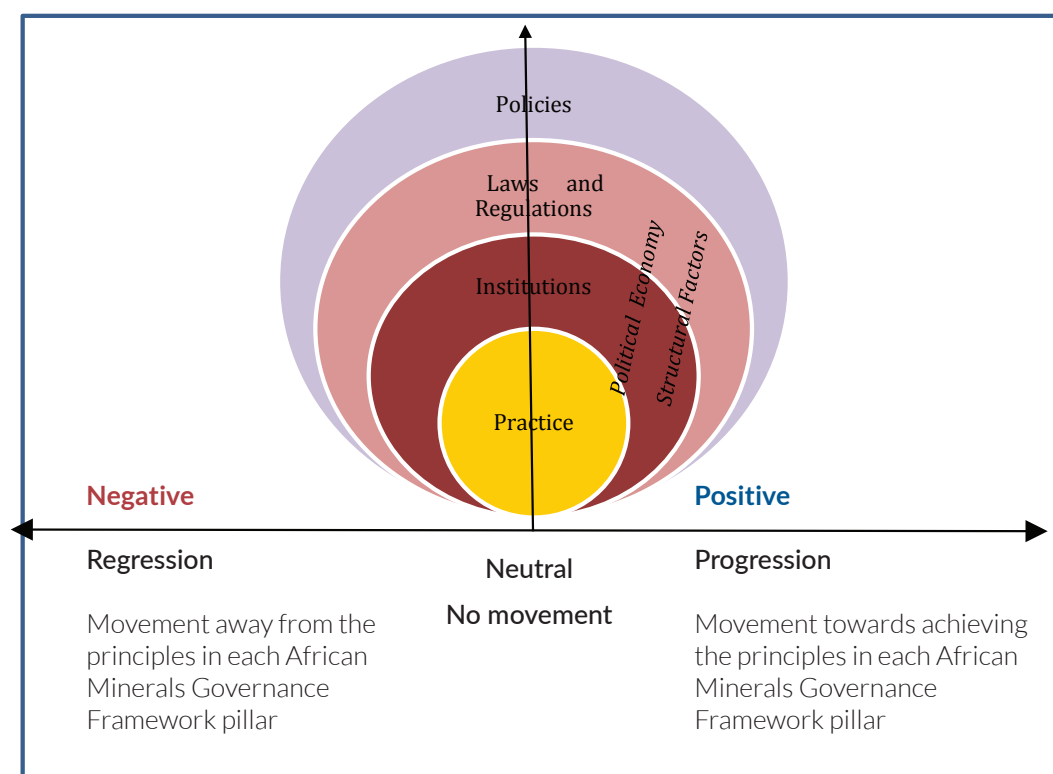 Policies
Laws and
Regulations
Institutions
Political Economy
Structural Factors
Practice
Negative
Positive
Regression
Neutral
Progression
No movement
Movement away from the
principles in each African
Minerals Governance
Framework pillar
Movement towards achieving
the principles in each African
Minerals Governance
Framework pillar